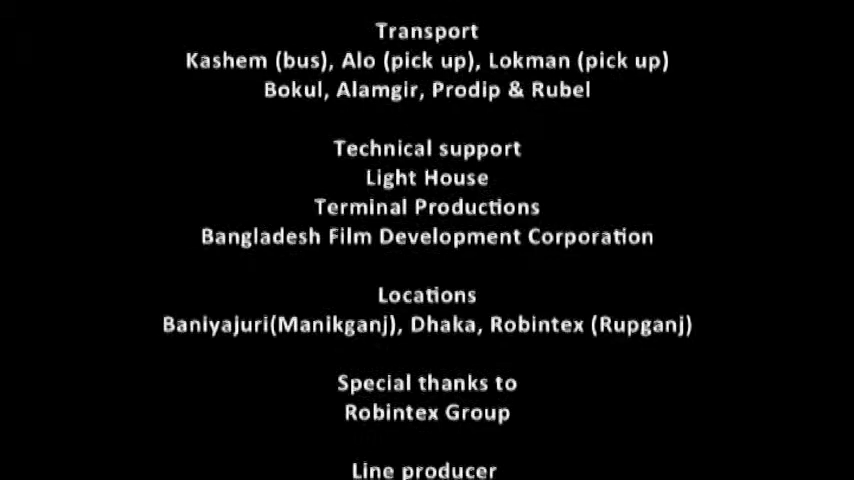 Transport
Kashem (bus), Alo (pick up), Lokman (pick up)
Bokul, Alamgir, Prodip & Rubel
Technical support
Light House
Terminal Productions
Bangladesh Film Development Corporation
Locations
Baniyajuri(Manikganj), Dhaka, Robintex (Rupganj)
Special thanks to
Robintex Group
Line producer